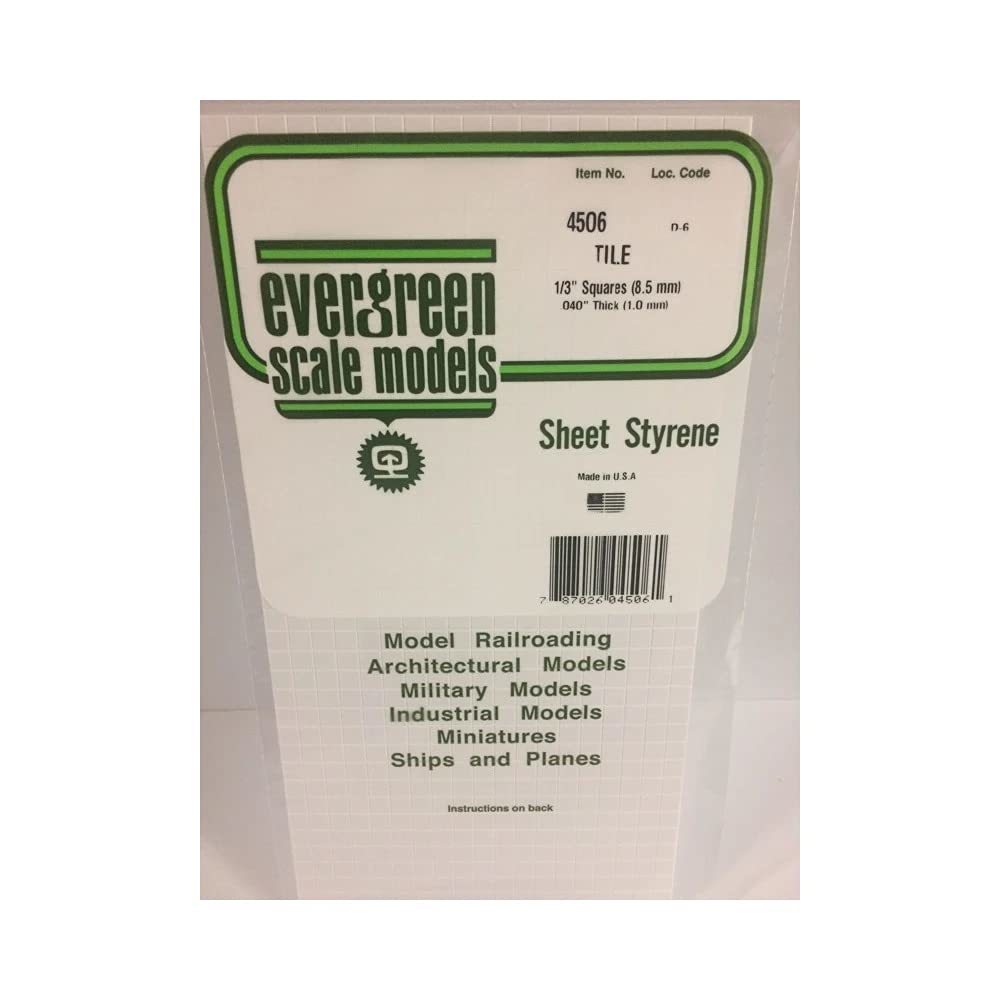 Item No. Loc. Code
4506 D-6
TILE
1/3" Squares (8.5 mm)
.040" Thick (1.0 mm)
evergreen
scale models
Sheet Styrene
Made in U.S.A
7 87026 04506 1
Model Railroading
Architectural Models
Military Models
Industrial Models
Miniatures
Ships and Planes
Instructions on back